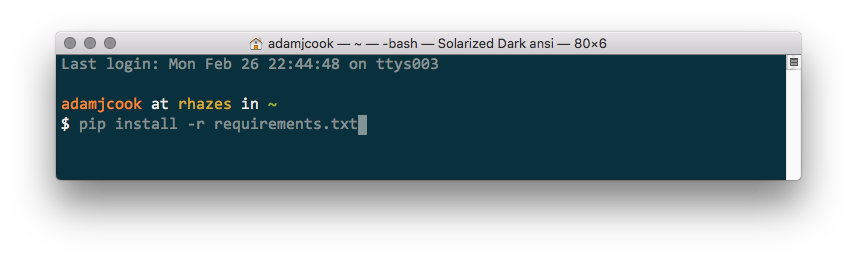 adamjcook — ~ — -bash — Solarized Dark ansi — 80×6
Last login: Mon Feb 26 22:44:48 on ttys003
adamjcook at rhazes in ~
$ pip install -r requirements.txt